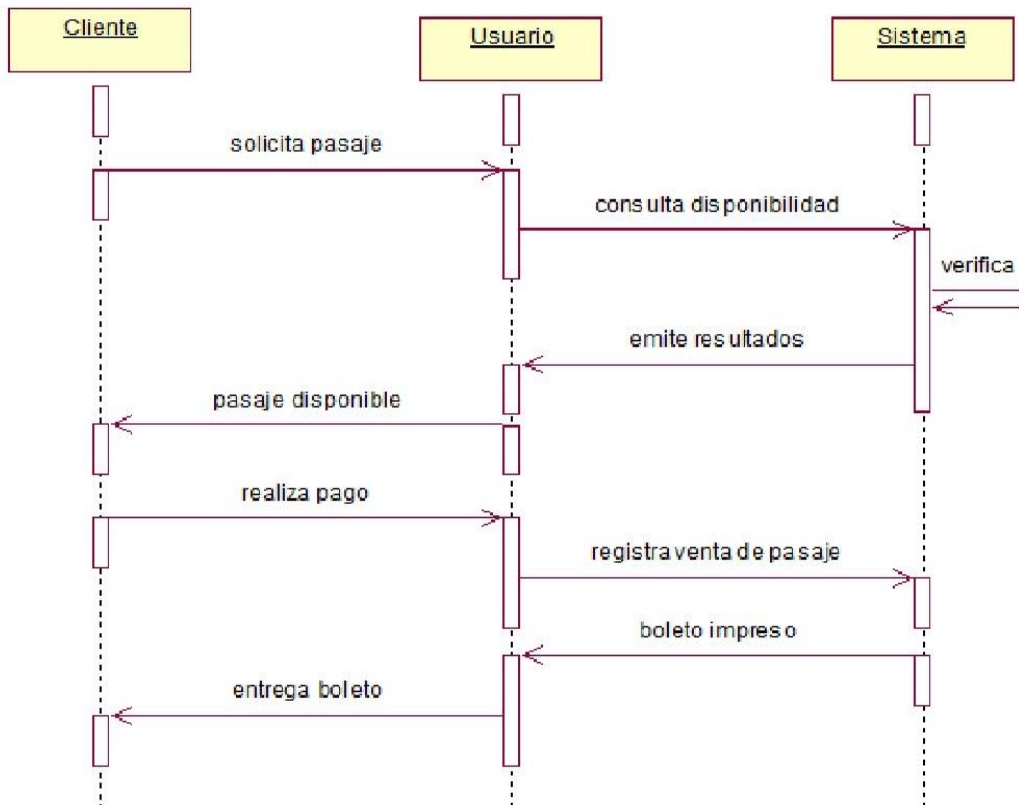 Cliente
Usuario
Sistema
solicita pasaje
consulta disponibilidad
verifica
emite resultados
pasaje disponible
realiza pago
registra venta de pasaje
boleto impreso
entrega boleto